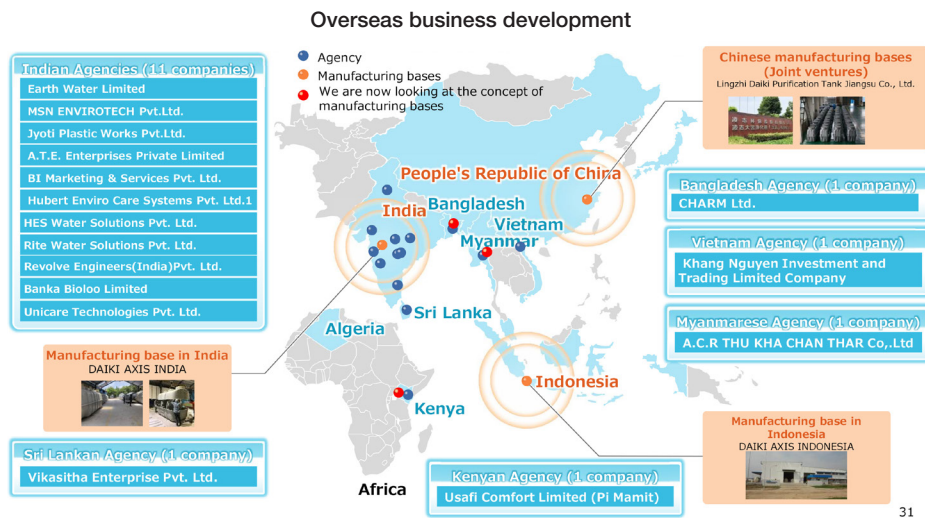 Overseas business development
Indian Agencies (11 companies)
Earth Water Limited
MSN ENVIROTECH Pvt.Ltd.
Jyoti Plastic Works Pvt.Ltd.
A.T.E. Enterprises Private Limited
BI Marketing & Services Pvt. Ltd.
Hubert Enviro Care Systems Pvt. Ltd.1
HES Water Solutions Pvt. Ltd.
Rite Water Solutions Pvt. Ltd.
Revolve Engineers(India)Pvt. Ltd.
Banka Bioloo Limited
Unicare Technologies Pvt. Ltd.
Agency
Manufacturing bases
We are now looking at the concept of
manufacturing bases
Chinese manufacturing bases
(Joint ventures)
Lingzhi Daiki Purification Tank Jiangsu Co., Ltd.
People's Republic of China
India
Bangladesh
Vietnam
Myanmar
Sri Lanka
Algeria
Indonesia
Kenya
Africa
Bangladesh Agency (1 company)
CHARM Ltd.
Vietnam Agency (1 company)
Khang Nguyen Investment and
Trading Limited Company
Myanmarese Agency (1 company)
A.C.R THU KHA CHAN THAR Co,.Ltd
Manufacturing base in India
DAIKI AXIS INDIA
Sri Lankan Agency (1 company)
Vikasitha Enterprise Pvt. Ltd.
Kenyan Agency (1 company)
Usafi Comfort Limited (Pi Mamit)
Manufacturing base in
Indonesia
DAIKI AXIS INDONESIA
31